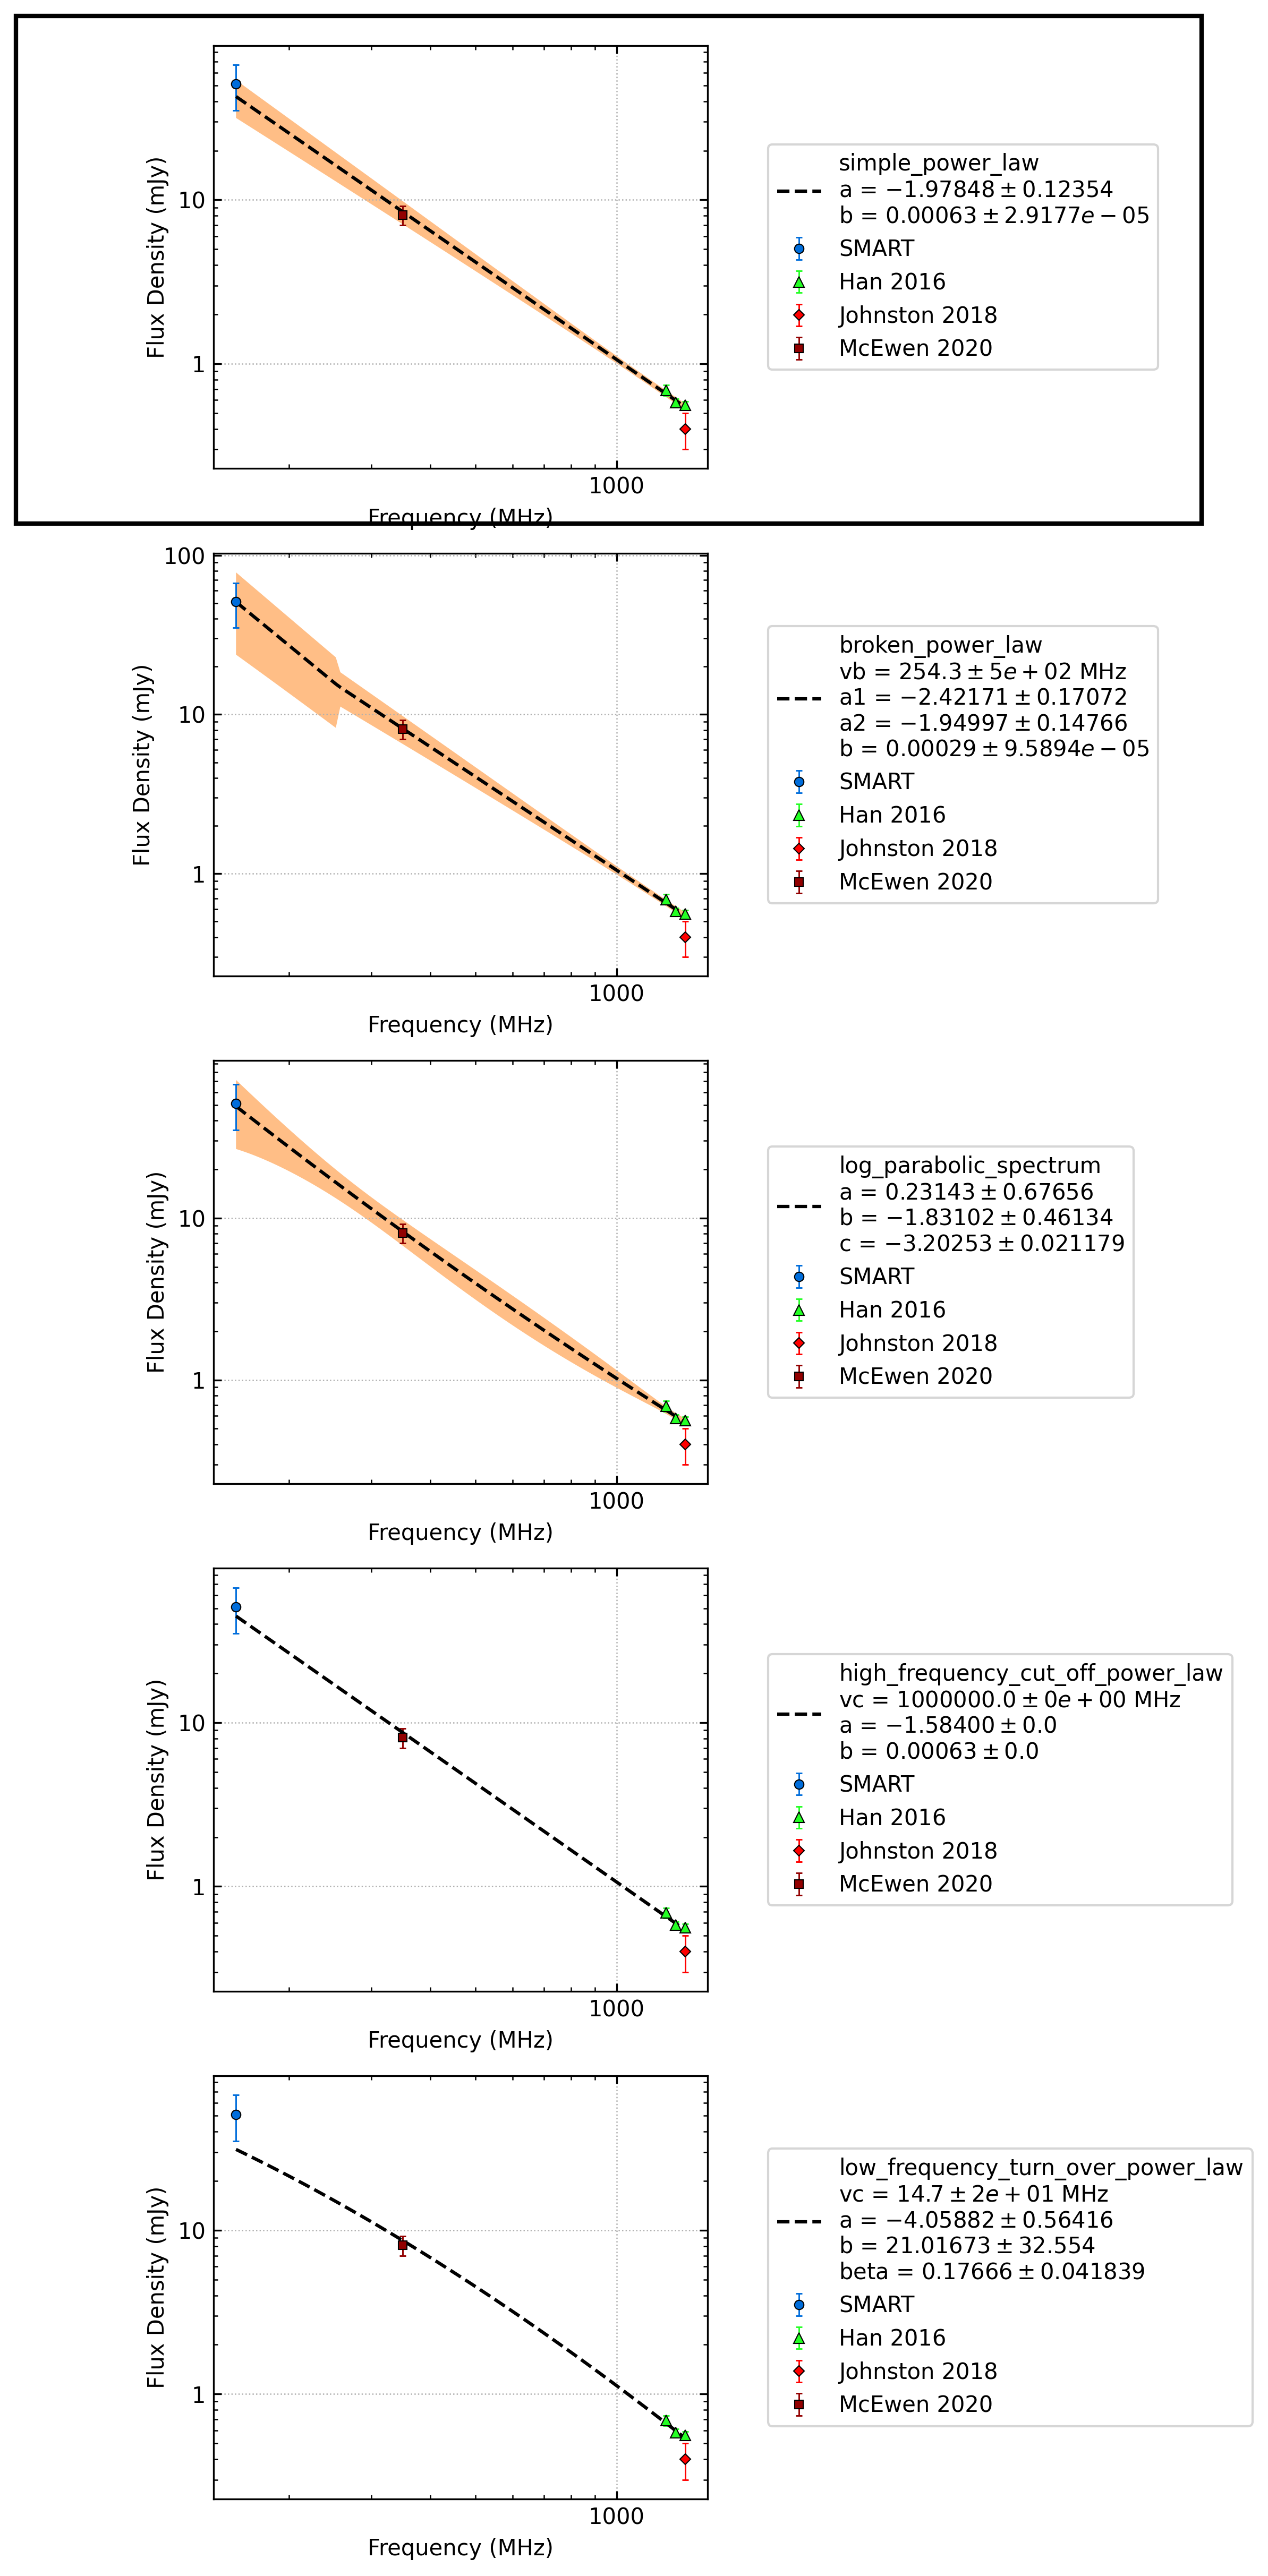 10
1
Flux Density (mJy)
1000
Frequency (MHz)
simple_power_law
a = −1.97848 ± 0.12354
b = 0.00063 ± 2.9177e − 05
SMART
Han 2016
Johnston 2018
McEwen 2020
100
10
1
Flux Density (mJy)
1000
Frequency (MHz)
broken_power_law
vb = 254.3 ± 5e + 02 MHz
a1 = −2.42171 ± 0.17072
a2 = −1.94997 ± 0.14766
b = 0.00029 ± 9.5894e − 05
SMART
Han 2016
Johnston 2018
McEwen 2020
10
1
Flux Density (mJy)
1000
Frequency (MHz)
log_parabolic_spectrum
a = 0.23143 ± 0.67656
b = −1.83102 ± 0.46134
c = −3.20253 ± 0.021179
SMART
Han 2016
Johnston 2018
McEwen 2020
10
1
Flux Density (mJy)
1000
Frequency (MHz)
high_frequency_cut_off_power_law
vc = 1000000.0 ± 0e + 00 MHz
a = −1.58400 ± 0.0
b = 0.00063 ± 0.0
SMART
Han 2016
Johnston 2018
McEwen 2020
10
1
Flux Density (mJy)
1000
Frequency (MHz)
low_frequency_turn_over_power_law
vc = 14.7 ± 2e + 01 MHz
a = −4.05882 ± 0.56416
b = 21.01673 ± 32.554
beta = 0.17666 ± 0.041839
SMART
Han 2016
Johnston 2018
McEwen 2020